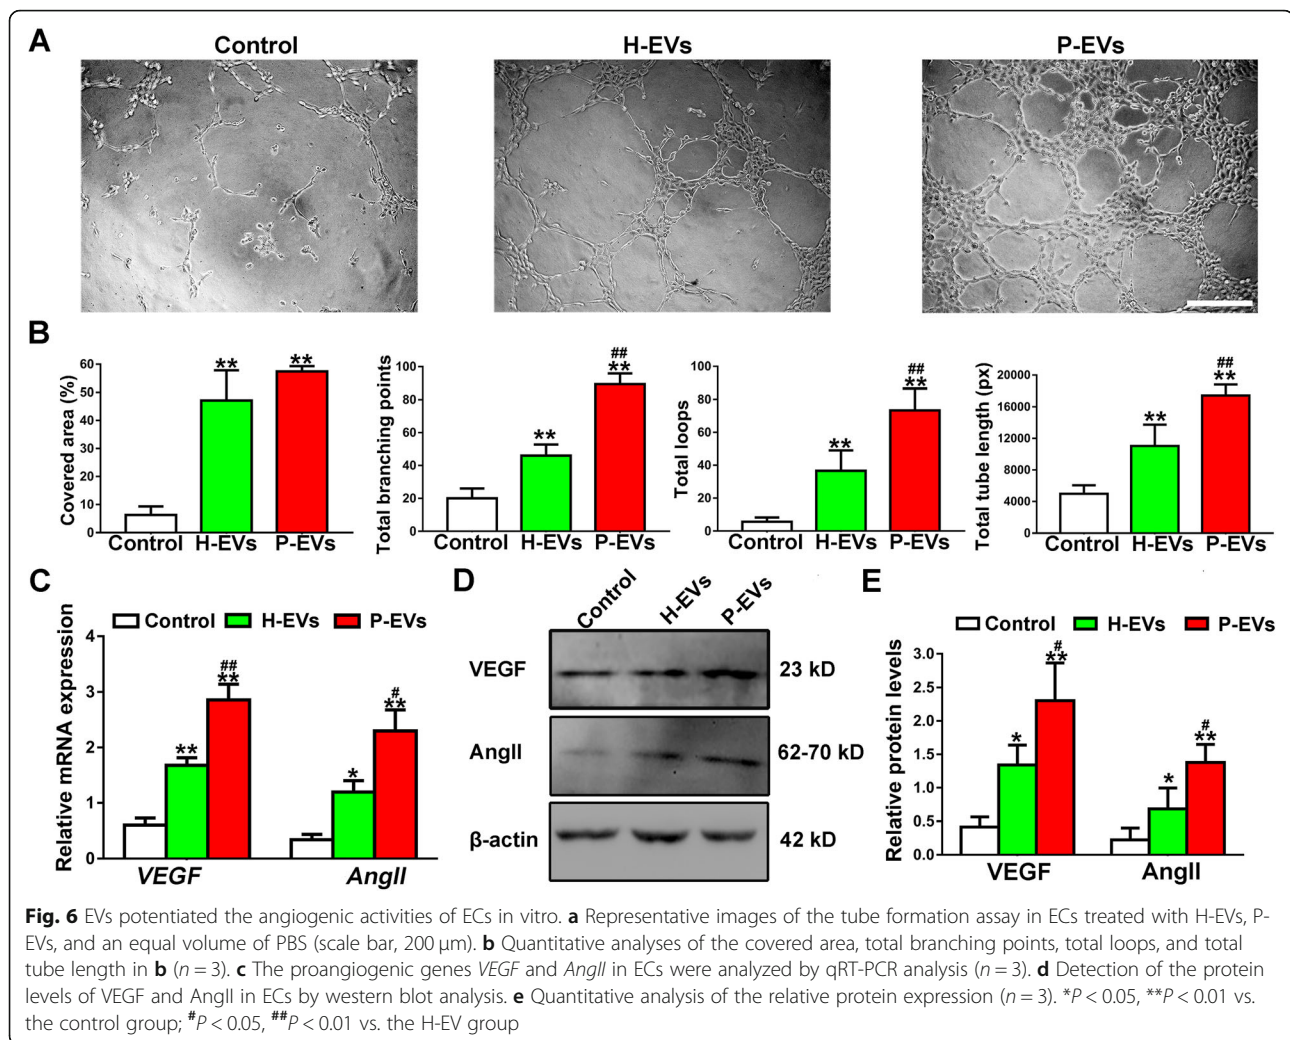 A
Control
H-EVs
P-EVs
B
Covered area (%)
60
50
40
30
20
10
0
** **
Control H-EVs P-EVs
Total branching points
100
80
60
40
20
0
**
##
**
Control H-EVs P-EVs
Total loops
100
80
60
40
20
0
**
##
**
Control H-EVs P-EVs
Total tube length (px)
20000
16000
12000
8000
4000
0
**
##
**
Control H-EVs P-EVs
C
Control H-EVs P-EVs
Relative mRNA expression
4
3
2
1
0
**
##
**
*
#
**
VEGF AngII
D
Control H-EVs P-EVs
VEGF 23 kD
AngII 62-70 kD
β-actin 42 kD
E
Control H-EVs P-EVs
Relative protein levels
3.0
2.5
2.0
1.5
1.0
0.5
0.0
*
#
**
*
#
**
VEGF AngII
Fig. 6 EVs potentiated the angiogenic activities of ECs in vitro. a Representative images of the tube formation assay in ECs treated with H-EVs, P-
EVs, and an equal volume of PBS (scale bar, 200 μm). b Quantitative analyses of the covered area, total branching points, total loops, and total
tube length in b (n = 3). c The proangiogenic genes VEGF and AngII in ECs were analyzed by qRT-PCR analysis (n = 3). d Detection of the protein
levels of VEGF and AngII in ECs by western blot analysis. e Quantitative analysis of the relative protein expression (n = 3). *P < 0.05, **P < 0.01 vs.
the control group; #P < 0.05, ##P < 0.01 vs. the H-EV group